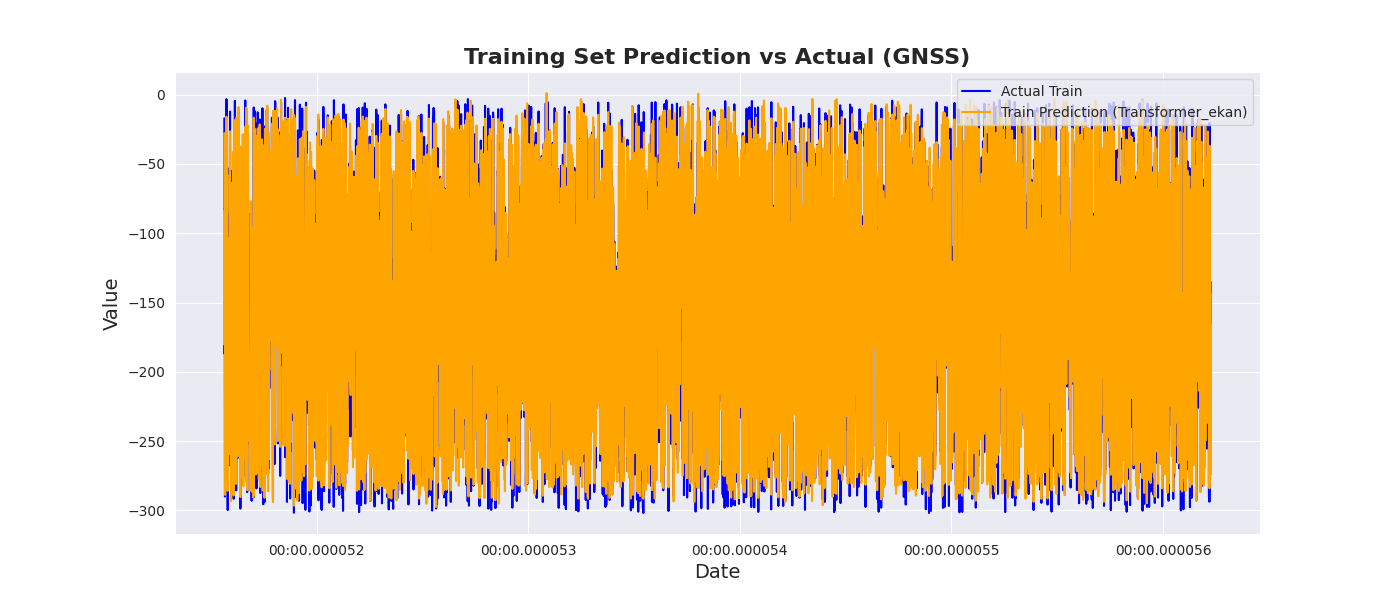 Training Set Prediction vs Actual (GNSS)
Actual Train
Train Prediction (Transformer_ekan)
Value
0
−50
−100
−150
−200
−250
−300
00:00.000052
00:00.000053
00:00.000054
00:00.000055
00:00.000056
Date